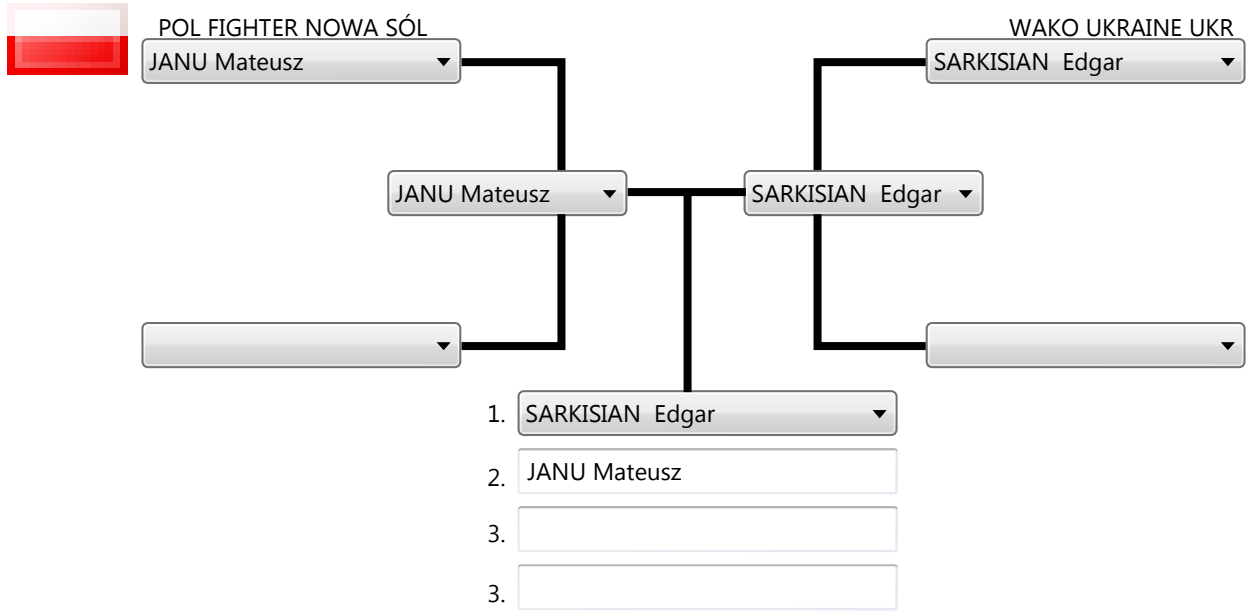 POL FIGHTER NOWA SÓL
WAKO UKRAINE UKR
JANU Mateusz
SARKISIAN Edgar
JANU Mateusz
SARKISIAN Edgar
1. SARKISIAN Edgar
2. JANU Mateusz
3.
3.